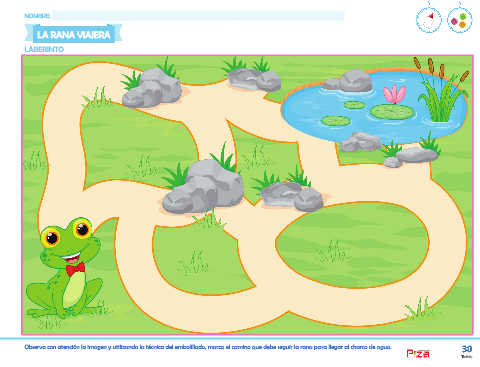 NOMBRE:
LA RANA VIAJERA
LABERINTO
Observa con atención la imagen y utilizando la técnica del embolillado, marca el camino que debe seguir la rana para llegar al charco de agua.
Piza
30